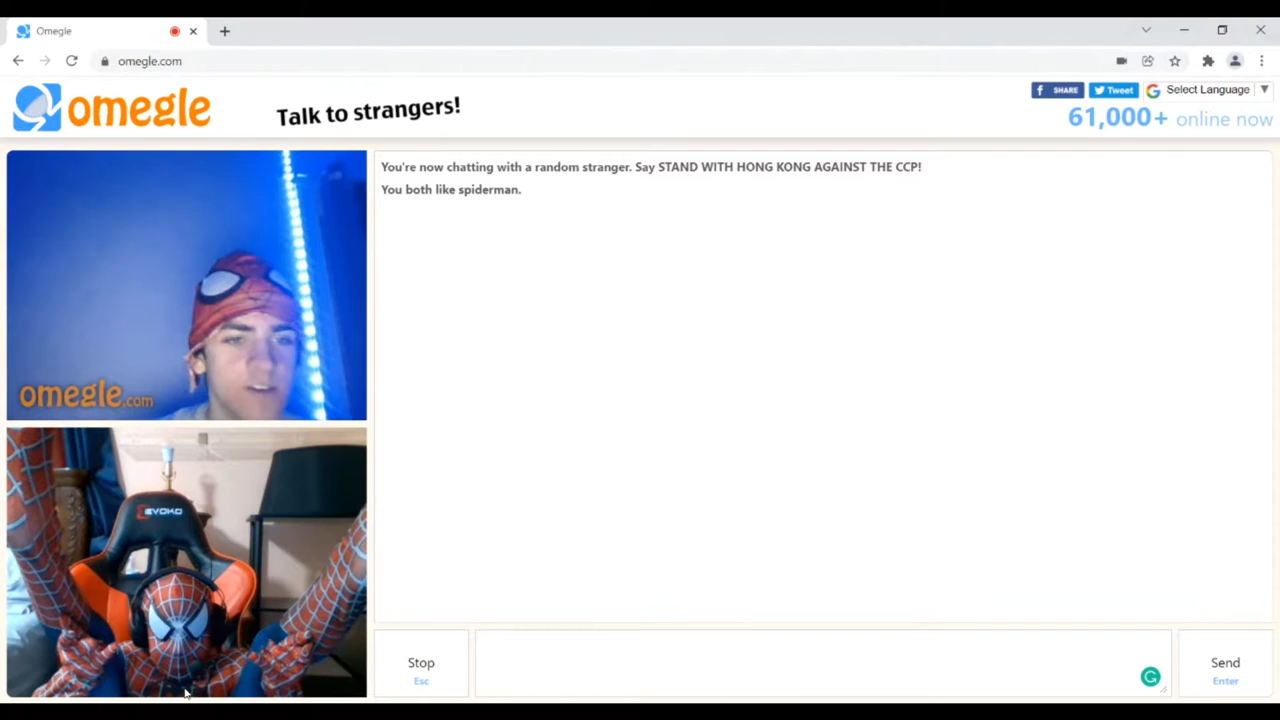 Omegle
omegle.com
omegle
Talk to strangers!
SHARE
Tweet
Select Language
61,000+ online now
You're now chatting with a random stranger. Say STAND WITH HONG KONG AGAINST THE CCP!
You both like spiderman.
omegle.com
EVOKO
Stop
Esc
Send
Enter